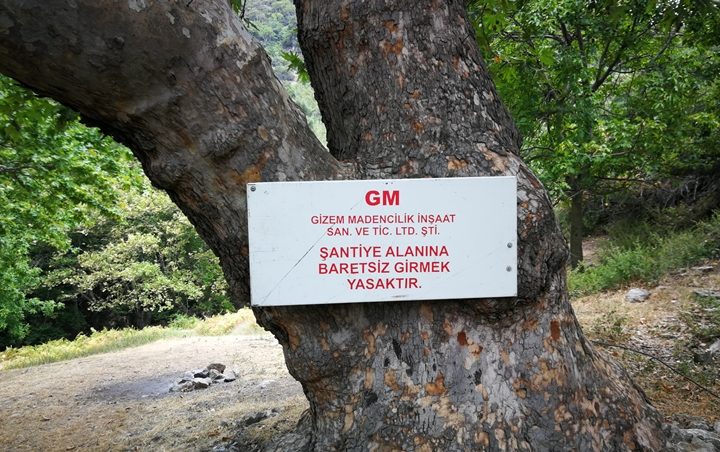 GM
GİZEM MADENCİLİK İNŞAAT
SAN. VE TİC. LTD. ŞTİ.
ŞANTİYE ALANINA
BARETSİZ GİRMEK
YASAKTIR.